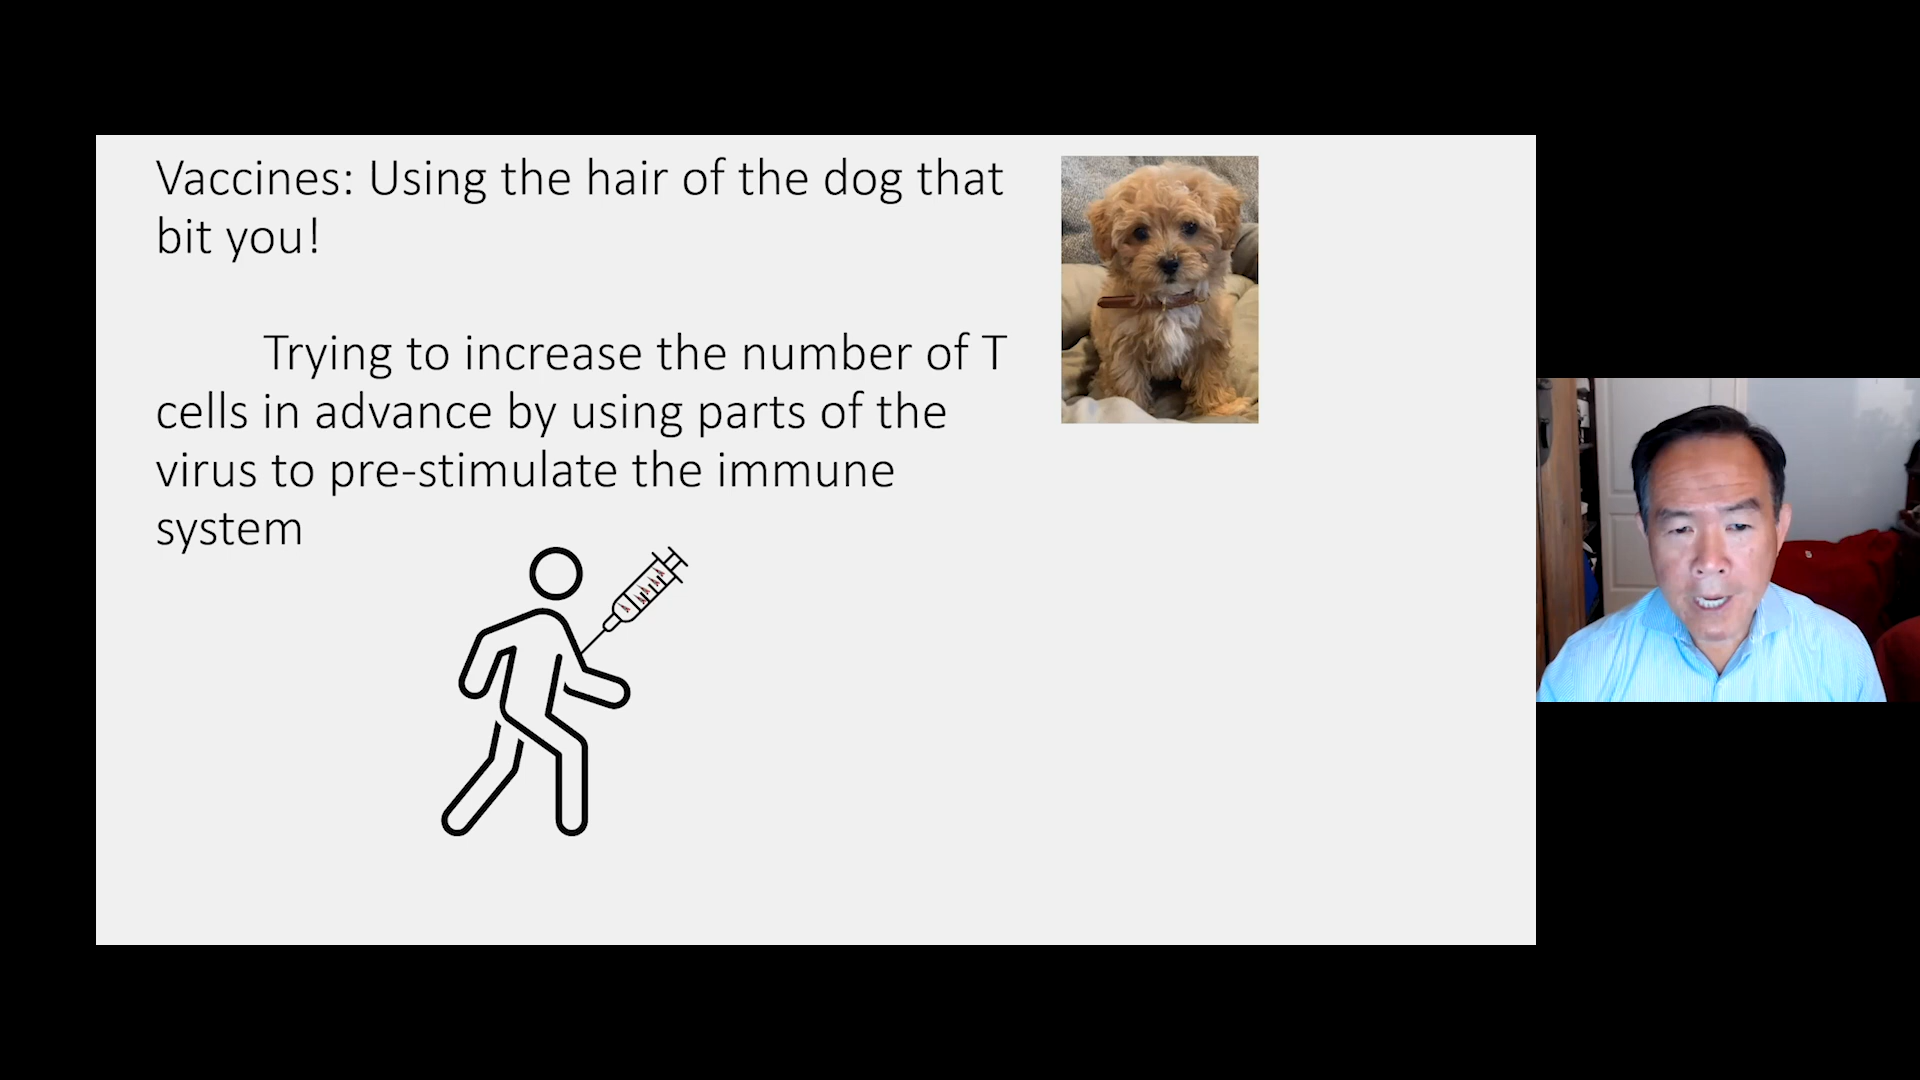 Vaccines: Using the hair of the dog that
bit you!
Trying to increase the number of T
cells in advance by using parts of the
virus to pre-stimulate the immune
system